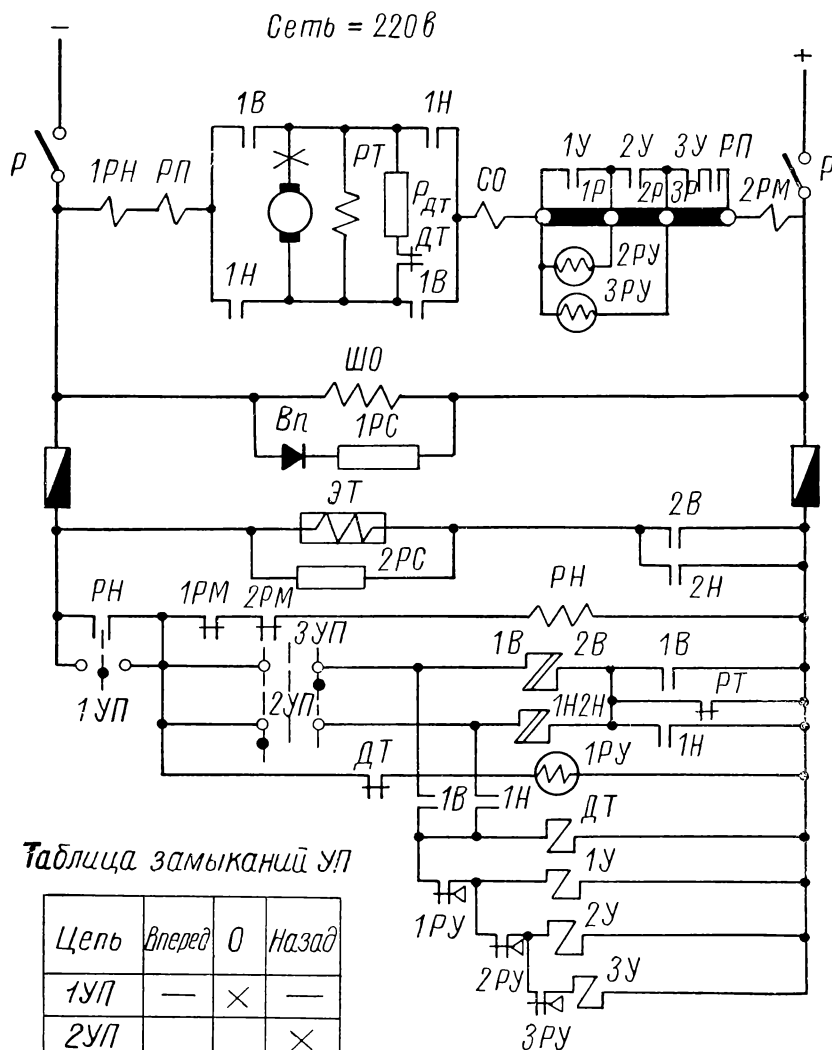 Сеть = 220в
− +
1В 1Н
Р 1РН РП РТ Рдт ДТ СО 1У 2У 3У РП Р
1Р 2Р 3Р 2РМ
1Н 1В 2РУ
3РУ
ШО
Вп 1РС
ЭТ
2РС 2В
2Н
РН 1РМ 2РМ РН
3УП 1В 2В 1В
1УП 2УП РТ
1Н2Н 1Н
ДТ 1РУ
1В 1Н ДТ
1У
1РУ 2У
2РУ 3У
3РУ
Таблица замыканий УП
Цепь Вперед 0 Назад
1УП — × —
2УП ×